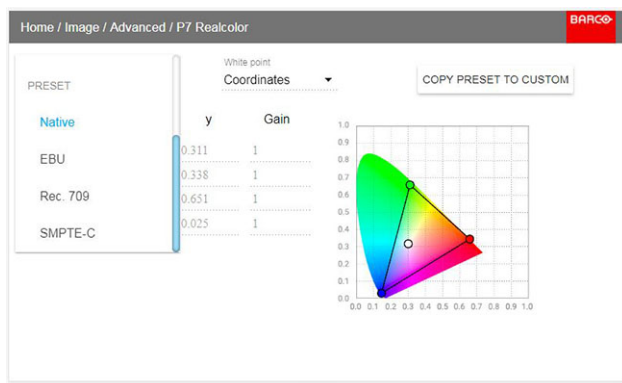 Home / Image / Advanced / P7 Realcolor
BARCO
PRESET
Native
EBU
Rec. 709
SMPTE-C
White point
Coordinates
COPY PRESET TO CUSTOM
y Gain
0.311 1
0.338 1
0.651 1
0.025 1
1.0
0.9
0.8
0.7
0.6
0.5
0.4
0.3
0.2
0.1
0.0
0.0 0.1 0.2 0.3 0.4 0.5 0.6 0.7 0.8 0.9 1.0